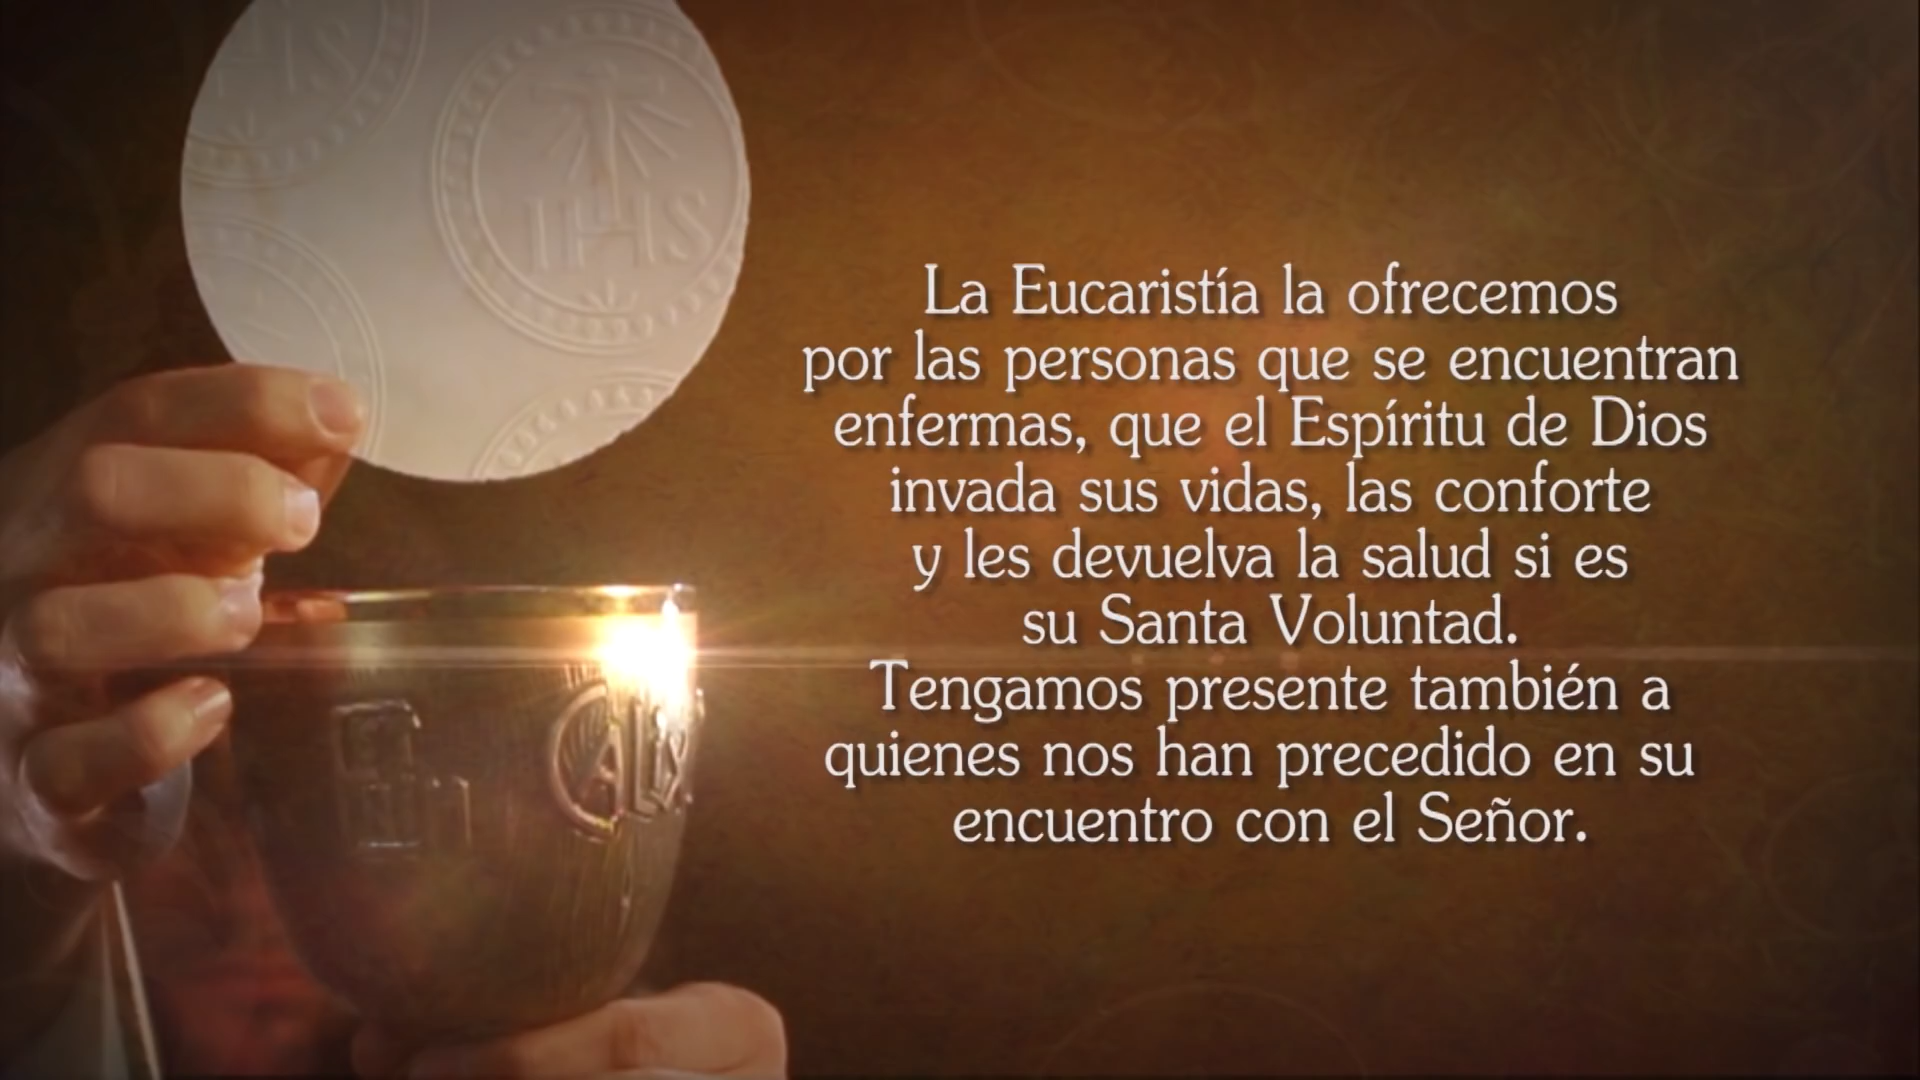 IHS
La Eucaristía la ofrecemos
por las personas que se encuentran
enfermas, que el Espíritu de Dios
invada sus vidas, las conforte
y les devuelva la salud si es
su Santa Voluntad.
Tengamos presente también a
quienes nos han precedido en su
encuentro con el Señor.
CALIX